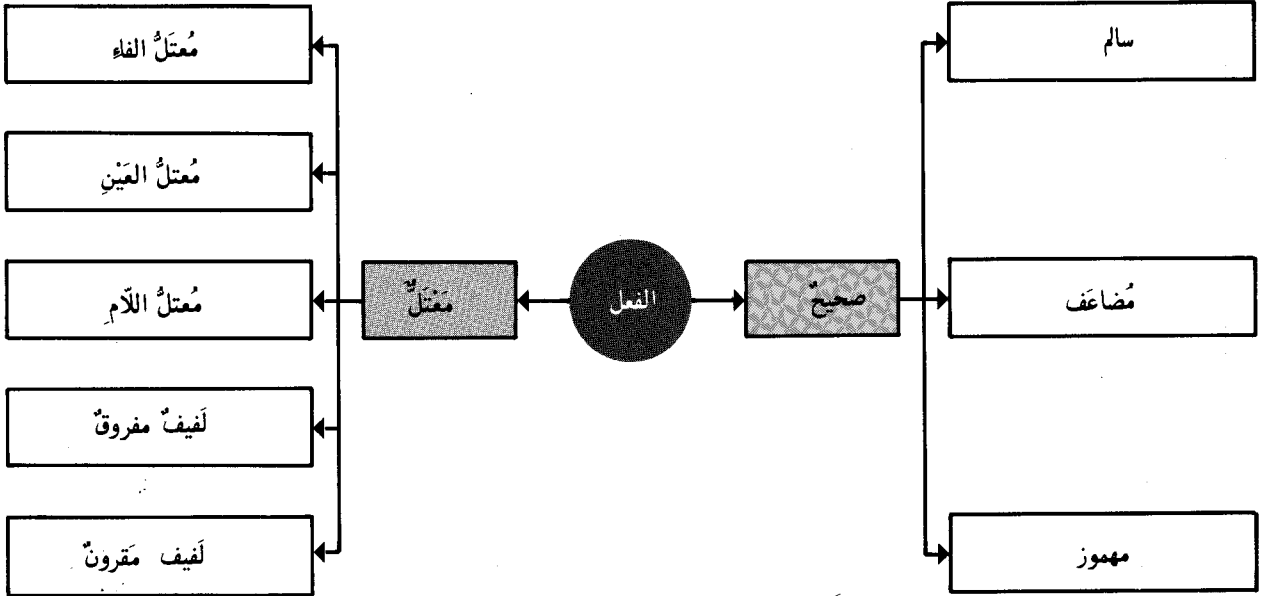 سالم
مُعتَلُّ الفاءِ
مُعتلُّ العَيْنِ
مُضاعَف
صحيحٌ
الفعل
مَعْتَلٌّ
مُعتلُّ اللّامِ
لَفيفٌ مفروقٌ
مهموز
لَفيف مَقرونٌ